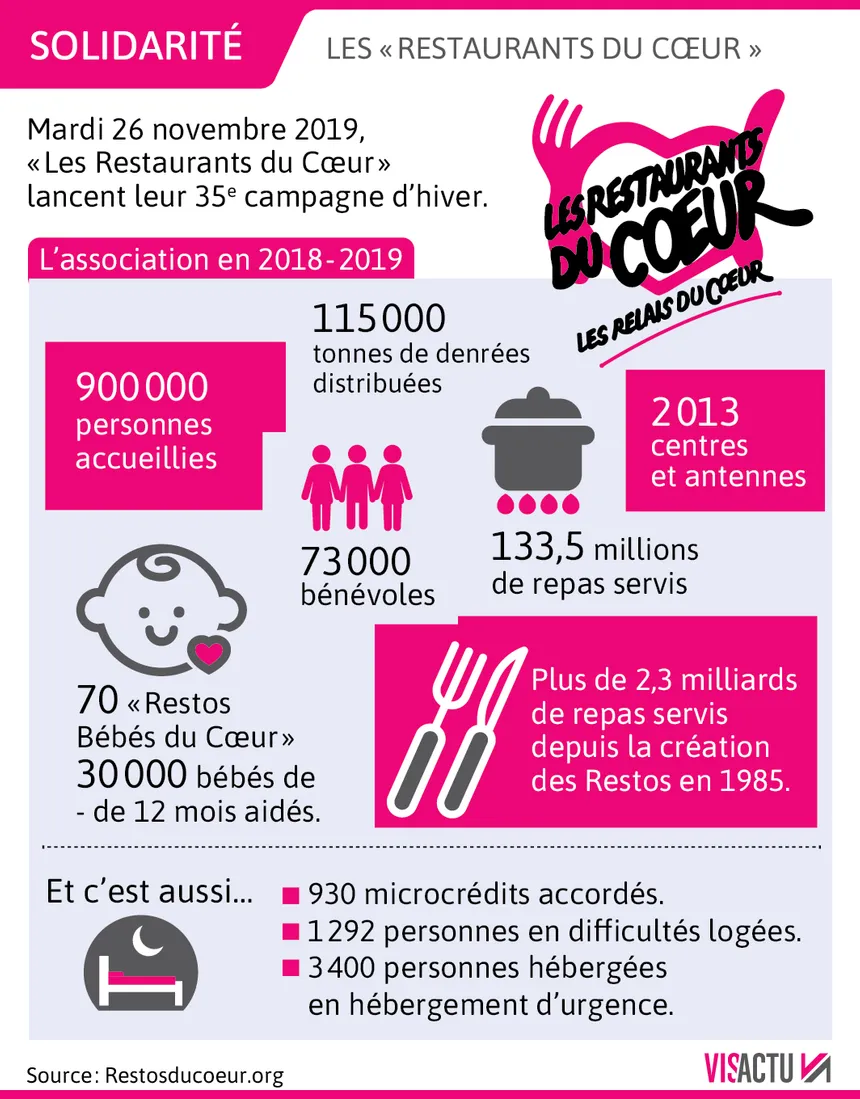 SOLIDARITÉ
LES « RESTAURANTS DU CŒUR »
Mardi 26 novembre 2019,
« Les Restaurants du Cœur »
lancent leur 35e campagne d’hiver.
LES RESTAURANTS
DU COEUR
LES RELAIS DU COEUR
L’association en 2018-2019
115 000
tonnes de denrées
distribuées
900 000
personnes
accueillies
2 013
centres
et antennes
73 000
bénévoles
133,5 millions
de repas servis
70 « Restos
Bébés du Cœur »
30 000 bébés de
- de 12 mois aidés.
Plus de 2,3 milliards
de repas servis
depuis la création
des Restos en 1985.
Et c’est aussi...
930 microcrédits accordés.
1 292 personnes en difficultés logées.
3 400 personnes hébergées
en hébergement d’urgence.
Source : Restosducoeur.org
VISACTU